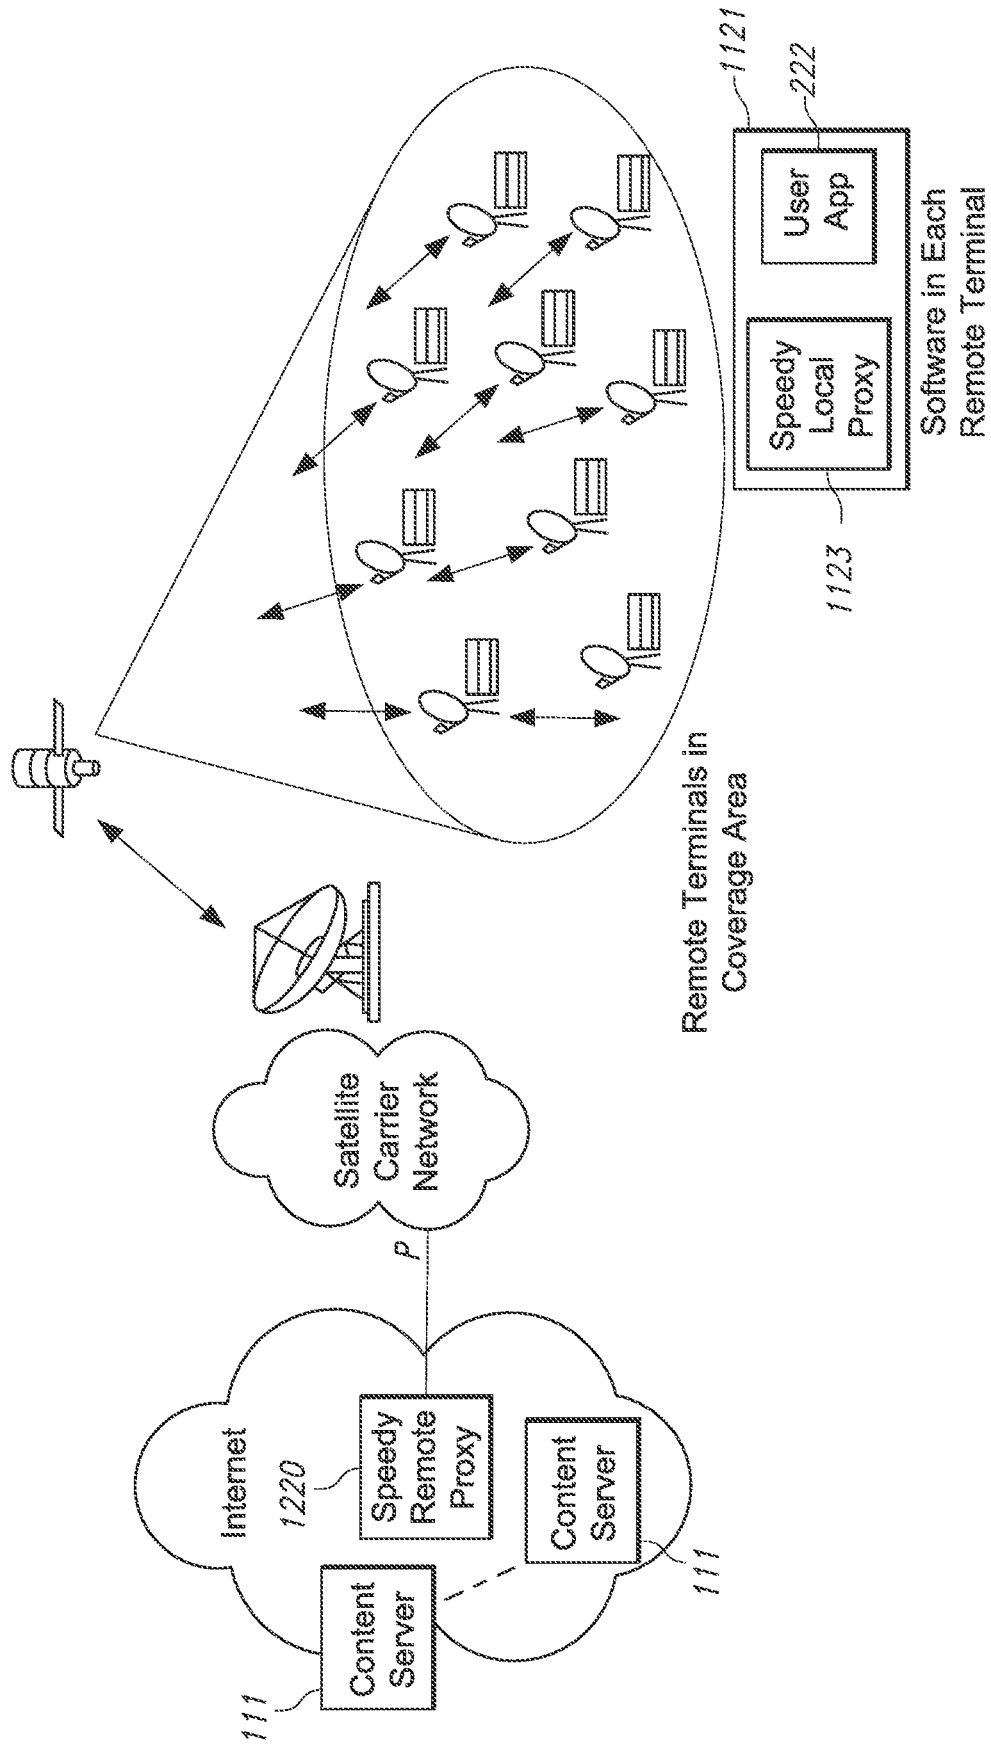 111
Content
Server
Internet
1220
Speedy
Remote
Proxy
Content
Server
111
P
Satellite
Carrier
Network
Remote Terminals in
Coverage Area
1123
Speedy
Local
Proxy
User
App
1121
222
Software in Each
Remote Terminal